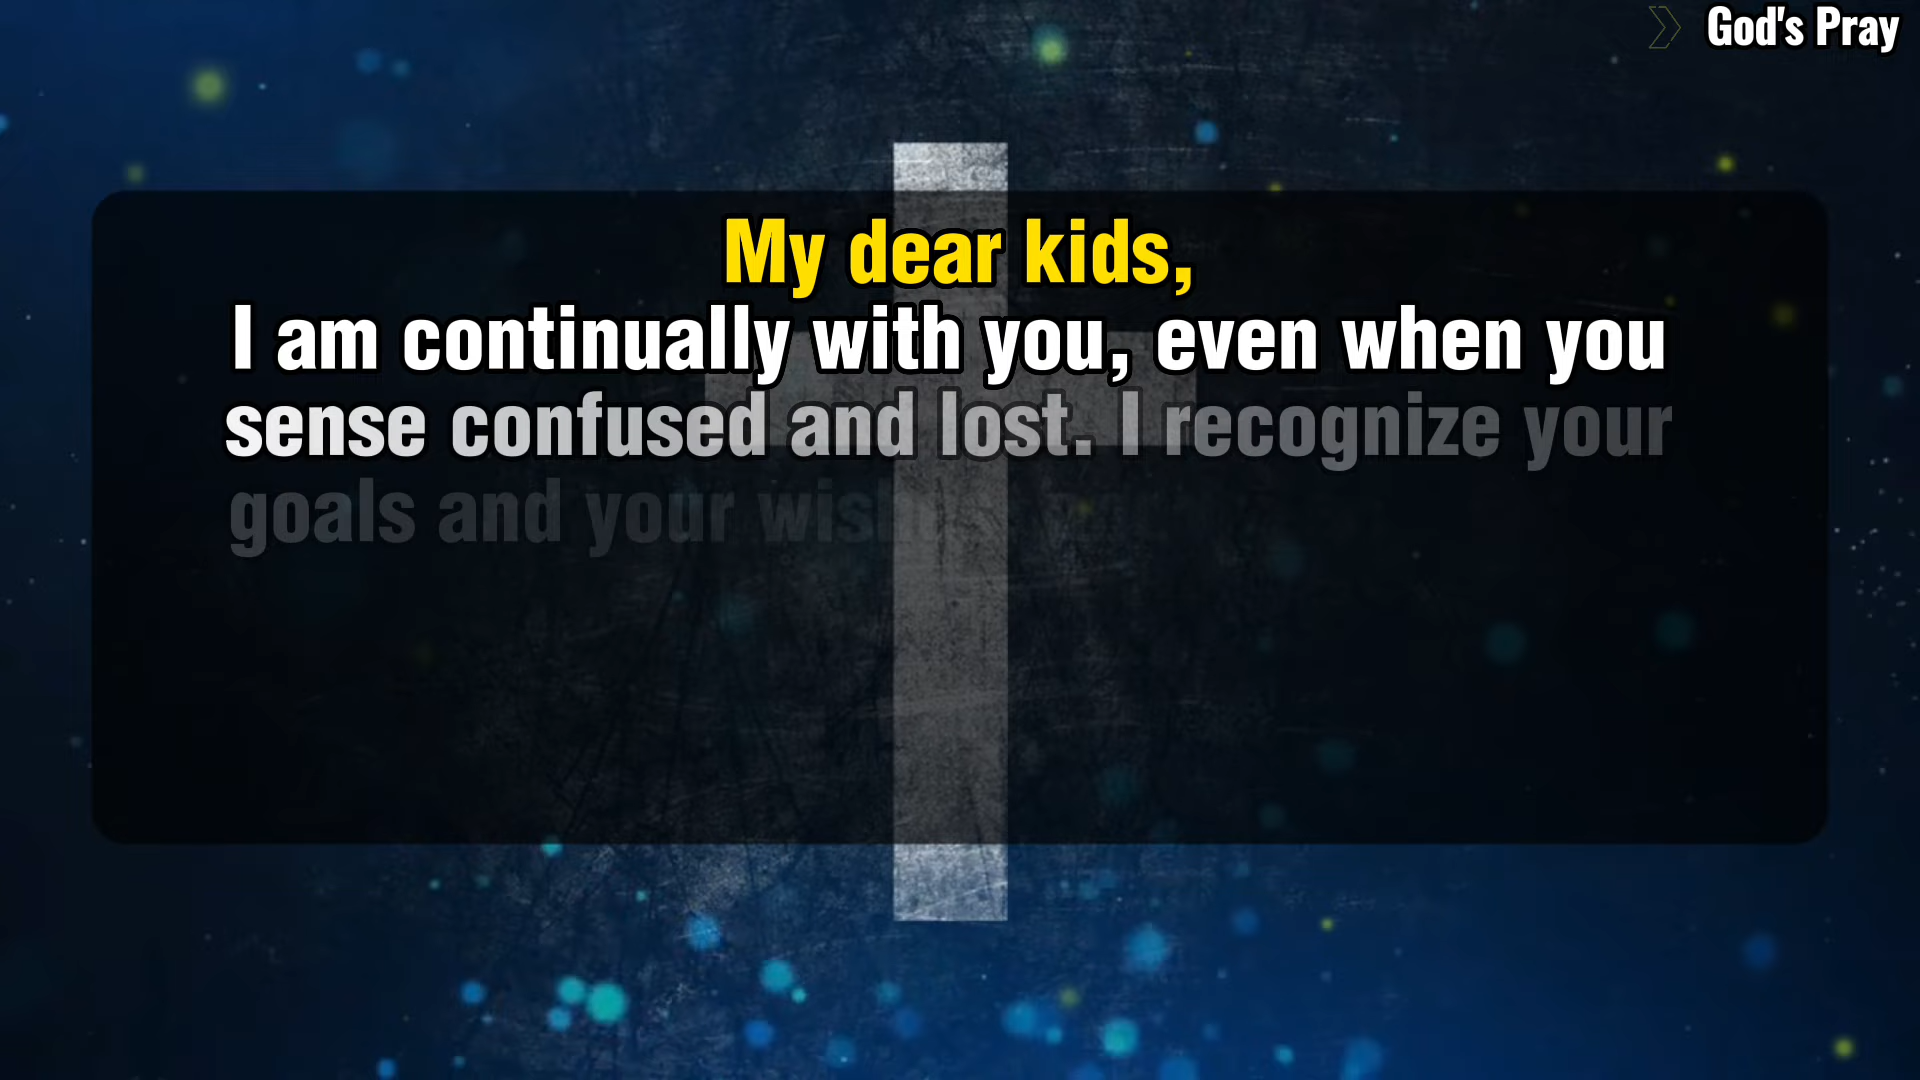 God's Pray
My dear kids,
I am continually with you, even when you
sense confused and lost. I recognize your
goals and your wishes